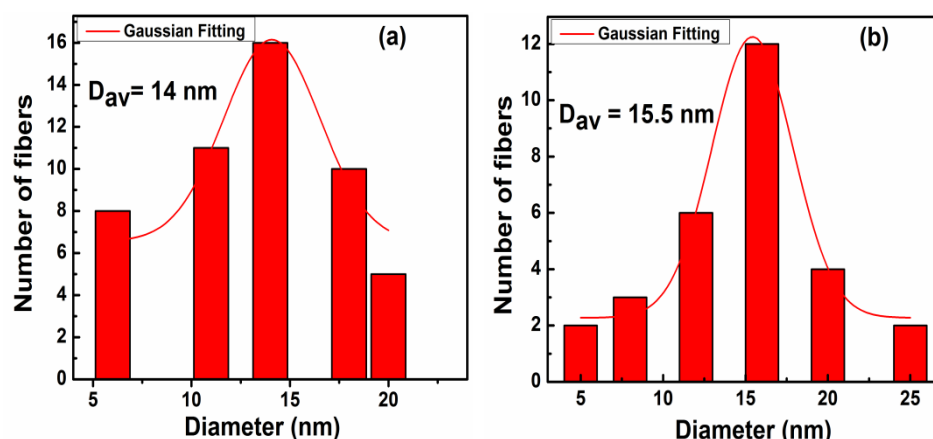 Gaussian Fitting
(a)
D_av= 14 nm
Number of fibers
16
14
12
10
8
6
4
2
0
5 10 15 20
Diameter (nm)
Gaussian Fitting
(b)
D_av = 15.5 nm
Number of fibers
12
10
8
6
4
2
0
5 10 15 20 25
Diameter (nm)